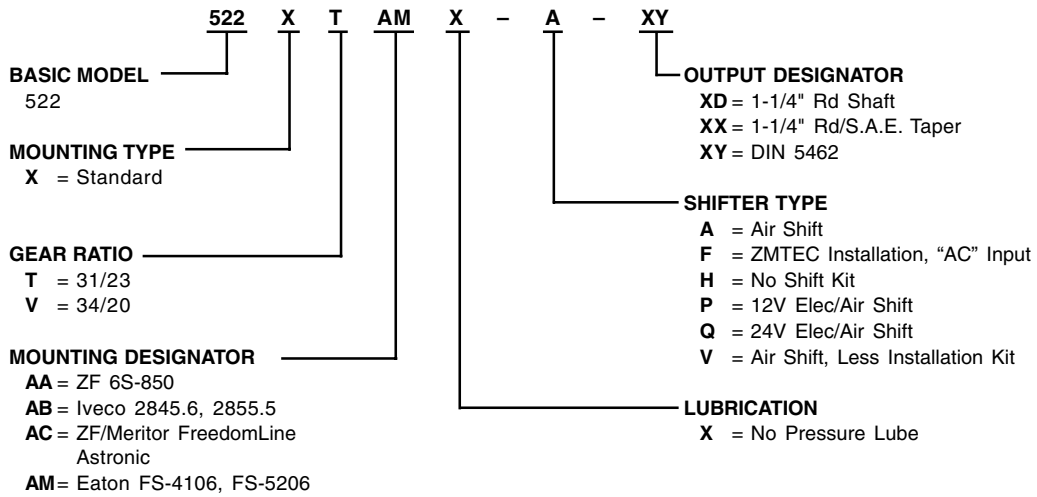 522 X T AM X – A – XY
BASIC MODEL
522
MOUNTING TYPE
X = Standard
GEAR RATIO
T = 31/23
V = 34/20
MOUNTING DESIGNATOR
AA = ZF 6S-850
AB = Iveco 2845.6, 2855.5
AC = ZF/Meritor FreedomLine
Astronic
AM = Eaton FS-4106, FS-5206
OUTPUT DESIGNATOR
XD = 1-1/4" Rd Shaft
XX = 1-1/4" Rd/S.A.E. Taper
XY = DIN 5462
SHIFTER TYPE
A = Air Shift
F = ZMTEC Installation, “AC” Input
H = No Shift Kit
P = 12V Elec/Air Shift
Q = 24V Elec/Air Shift
V = Air Shift, Less Installation Kit
LUBRICATION
X = No Pressure Lube